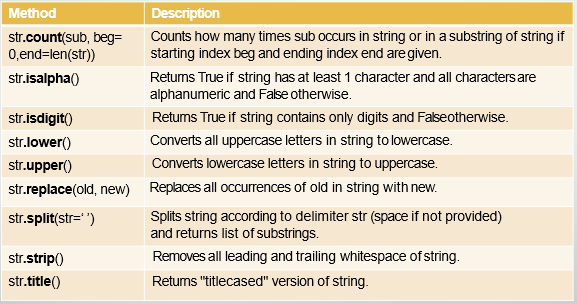 Method Description
str.count(sub, beg= Counts how many times sub occurs in string or in a substring of string if
0,end=len(str)) starting index beg and ending index end are given.
str.isalpha() Returns True if string has at least 1 character and all characters are
alphanumeric and False otherwise.
str.isdigit() Returns True if string contains only digits and False otherwise.
str.lower() Converts all uppercase letters in string to lowercase.
str.upper() Converts lowercase letters in string to uppercase.
str.replace(old, new) Replaces all occurrences of old in string with new.
str.split(str=‘ ’) Splits string according to delimiter str (space if not provided)
and returns list of substrings.
str.strip() Removes all leading and trailing whitespace of string.
str.title() Returns "titlecased" version of string.